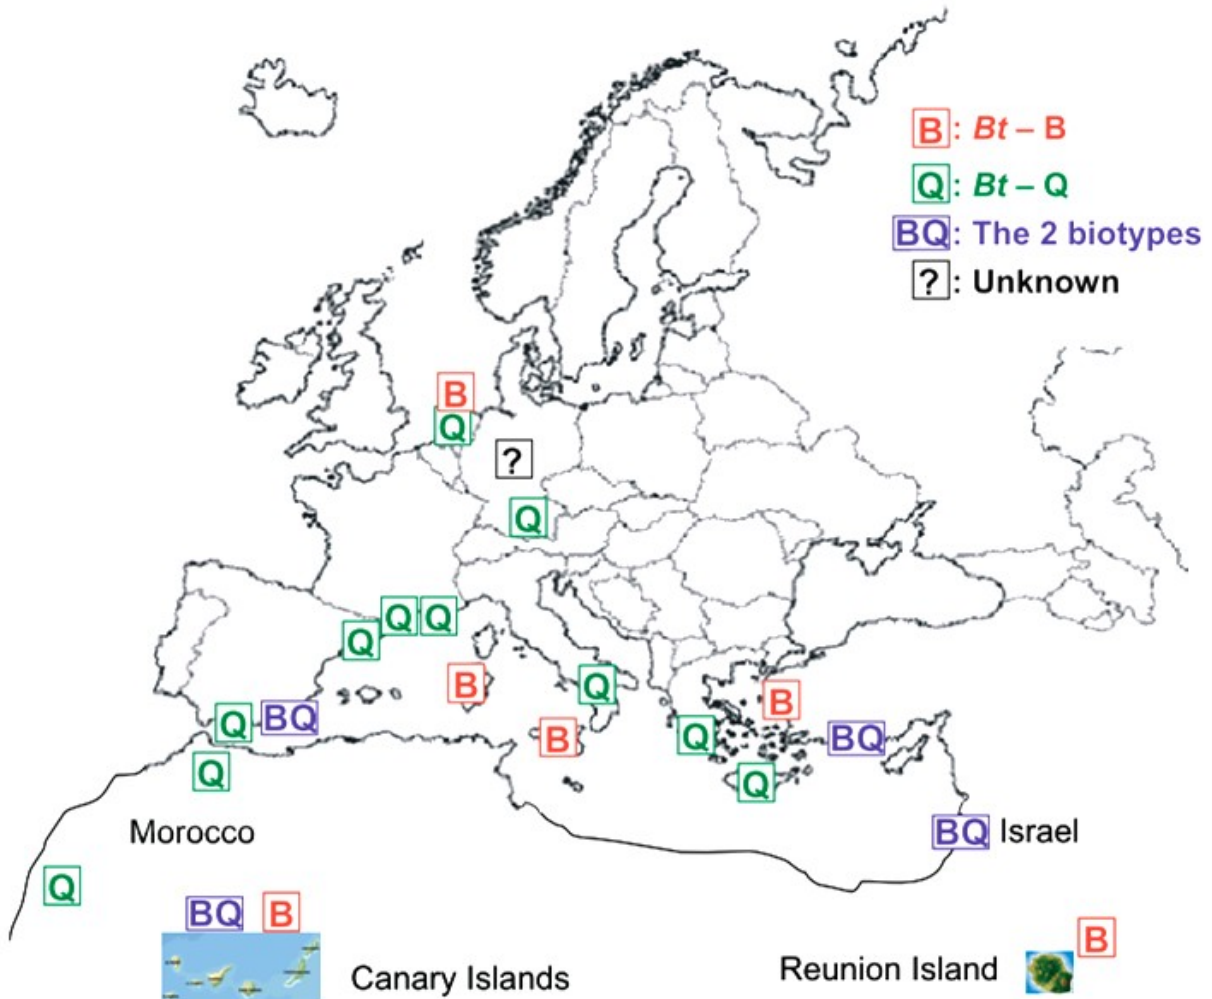 B : Bt – B
Q : Bt – Q
BQ : The 2 biotypes
? : Unknown
B
Q
?
Q
Q Q
Q
B
Q
B
Q
BQ
B
Q
BQ
Q
Q
Morocco
BQ Israel
Q
BQ B
B
Canary Islands
Reunion Island